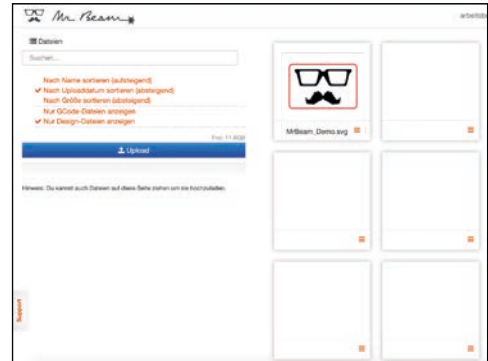 Mr Beam
arbeitsb
Dateien
Suchen...
Nach Name sortieren (aufsteigend)
Nach Uploaddatum sortieren (absteigend)
Nach Größe sortieren (absteigend)
Nur GCode-Dateien anzeigen
Nur Design-Dateien anzeigen
Upload
Hinweis: Du kannst auch Dateien auf diese Seite ziehen um sie hochzuladen.
MrBeam_Demo.svg
Support